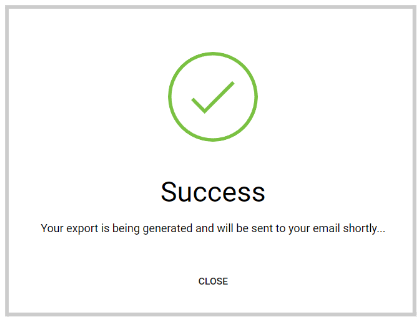 Success
Your export is being generated and will be sent to your email shortly...
CLOSE